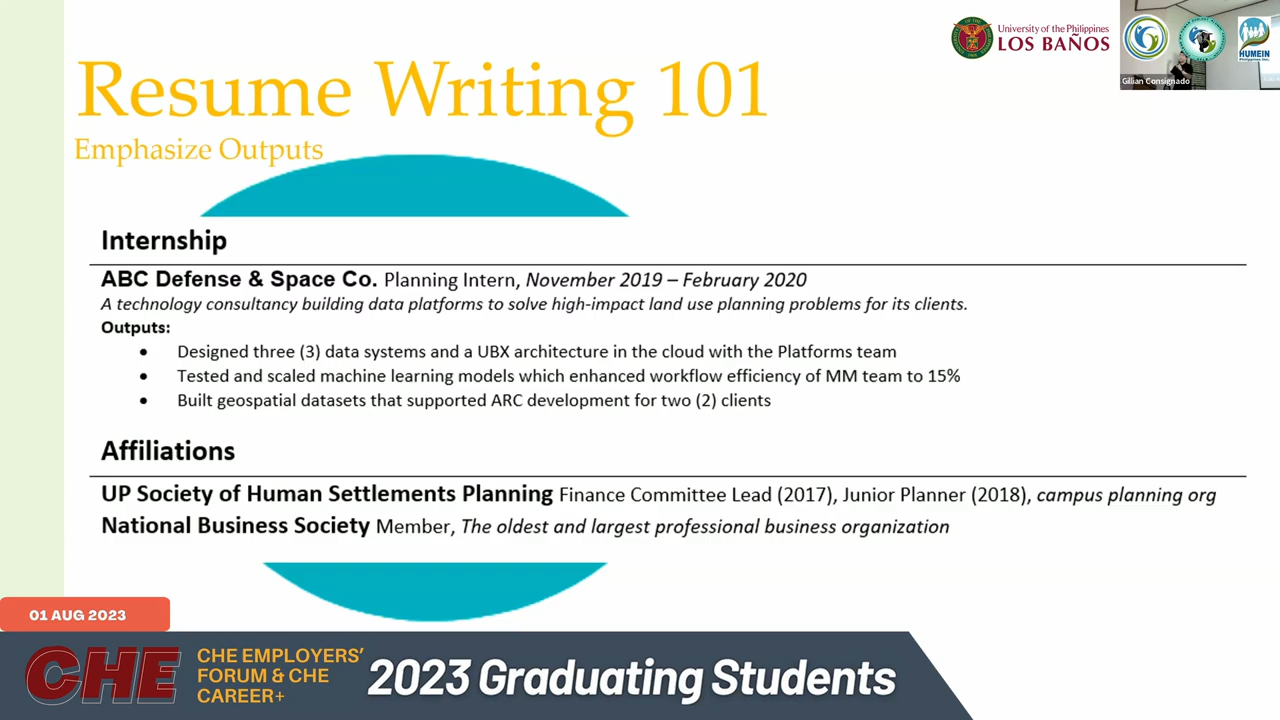 University of the Philippines
LOS BAÑOS
HUMEIN
Gillian Consignado
Resume Writing 101
Emphasize Outputs
Internship
ABC Defense & Space Co. Planning Intern, November 2019 – February 2020
A technology consultancy building data platforms to solve high-impact land use planning problems for its clients.
Outputs:
• Designed three (3) data systems and a UBX architecture in the cloud with the Platforms team
• Tested and scaled machine learning models which enhanced workflow efficiency of MM team to 15%
• Built geospatial datasets that supported ARC development for two (2) clients
Affiliations
UP Society of Human Settlements Planning Finance Committee Lead (2017), Junior Planner (2018), campus planning org
National Business Society Member, The oldest and largest professional business organization
01 AUG 2023
CHE
CHE EMPLOYERS’
FORUM & CHE
CAREER+
2023 Graduating Students